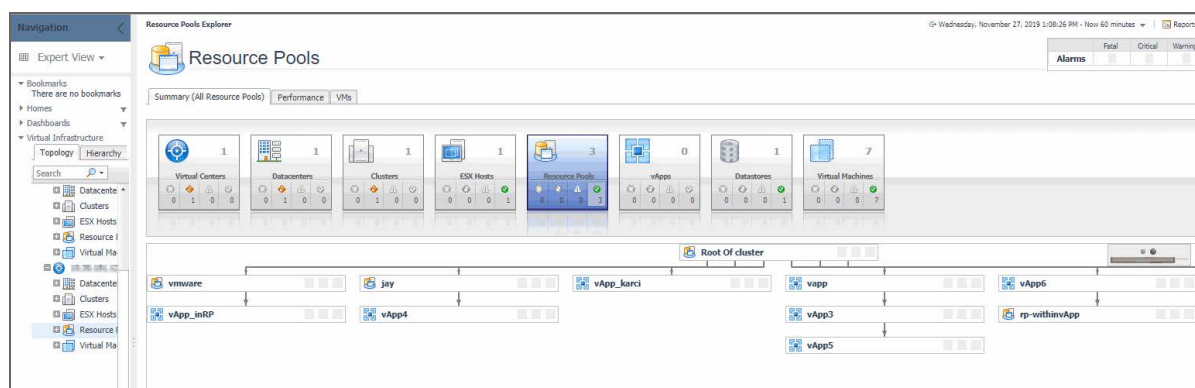 Navigation
Expert View
Bookmarks
There are no bookmarks
Homes
Dashboards
Virtual Infrastructure
Topology Hierarchy
Search
Datacente
Clusters
ESX Hosts
Resource
Virtual Ma
Datacente
Clusters
ESX Hosts
Resource
Virtual Ma
Resource Pools Explorer
Wednesday, November 27, 2019 1:08:26 PM - Now 60 minutes | Report
Resource Pools
Fatal Critical Warning
Alarms
Summary (All Resource Pools) Performance VMs
1 1 1 1 3 0 1 7
Virtual Centers Datacenters Clusters ESX Hosts Resource Pools vApps Datastores Virtual Machines
0 1 0 0 0 1 0 0 0 1 0 0 0 0 0 1 0 0 0 3 0 0 0 0 0 0 0 1 0 0 0 7
Root Of cluster
vmware jay vApp_karci vapp vApp6
vApp_inRP vApp4 vApp3 rp-withinvApp
vApp5